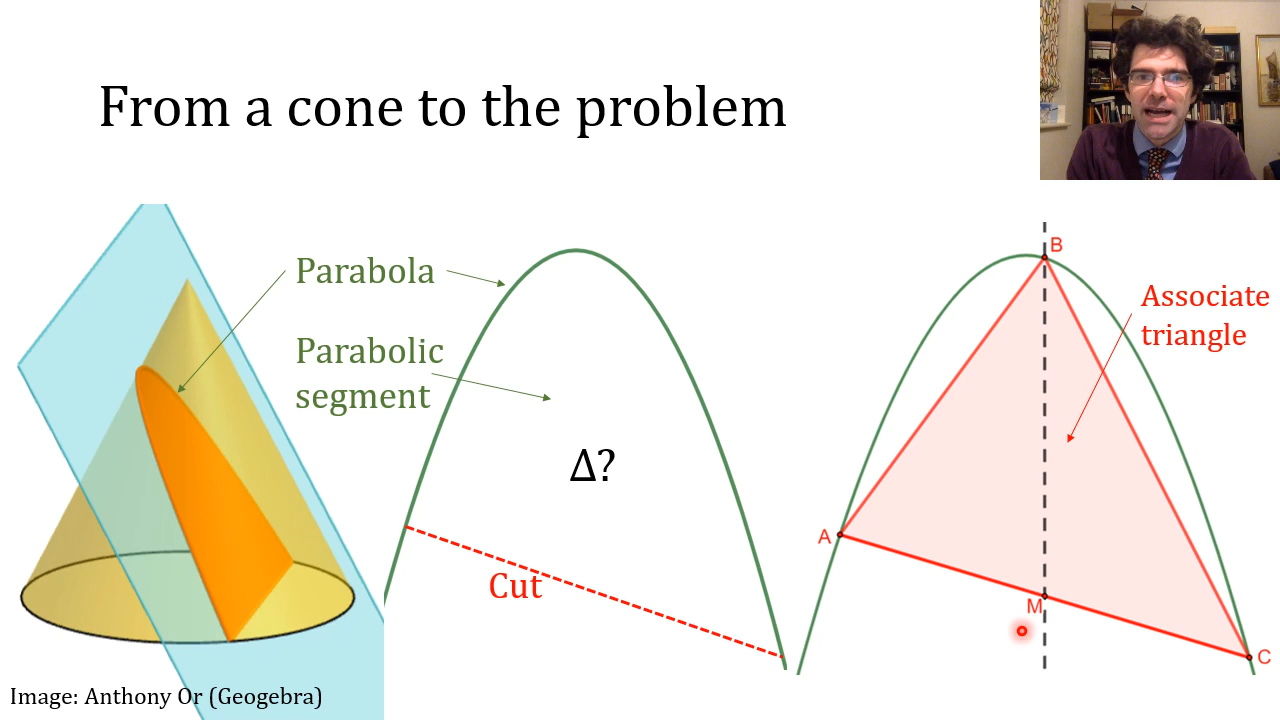 From a cone to the problem
Parabola
Parabolic
segment
Δ?
Cut
B
Associate
triangle
A
M
C
Image: Anthony Or (Geogebra)